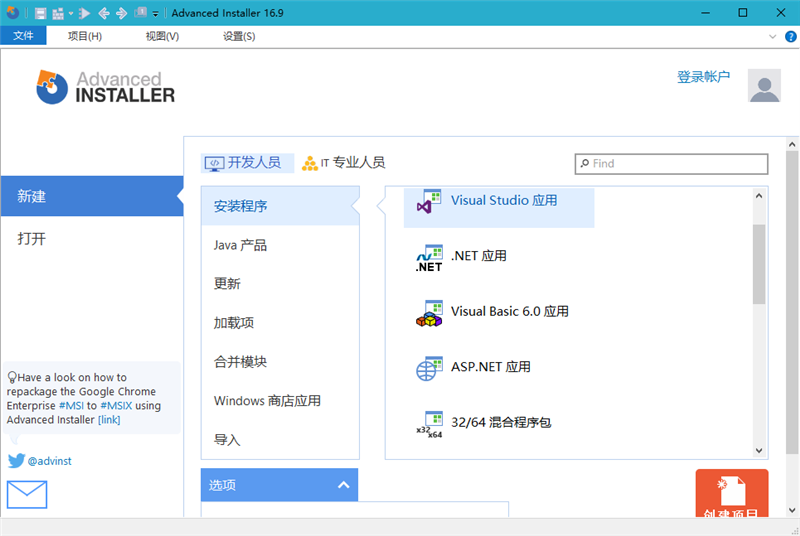 Advanced Installer 16.9
文件
项目(H)
视图(V)
设置(S)
Advanced
INSTALLER
登录帐户
开发人员
IT 专业人员
Find
新建
打开
安装程序
Java 产品
更新
加载项
合并模块
Windows 商店应用
导入
Visual Studio 应用
.NET
.NET 应用
Visual Basic 6.0 应用
ASP.NET 应用
x32
x64
32/64 混合程序包
Have a look on how to
repackage the Google Chrome
Enterprise #MSI to #MSIX using
Advanced Installer [link]
@advinst
选项
创建项目